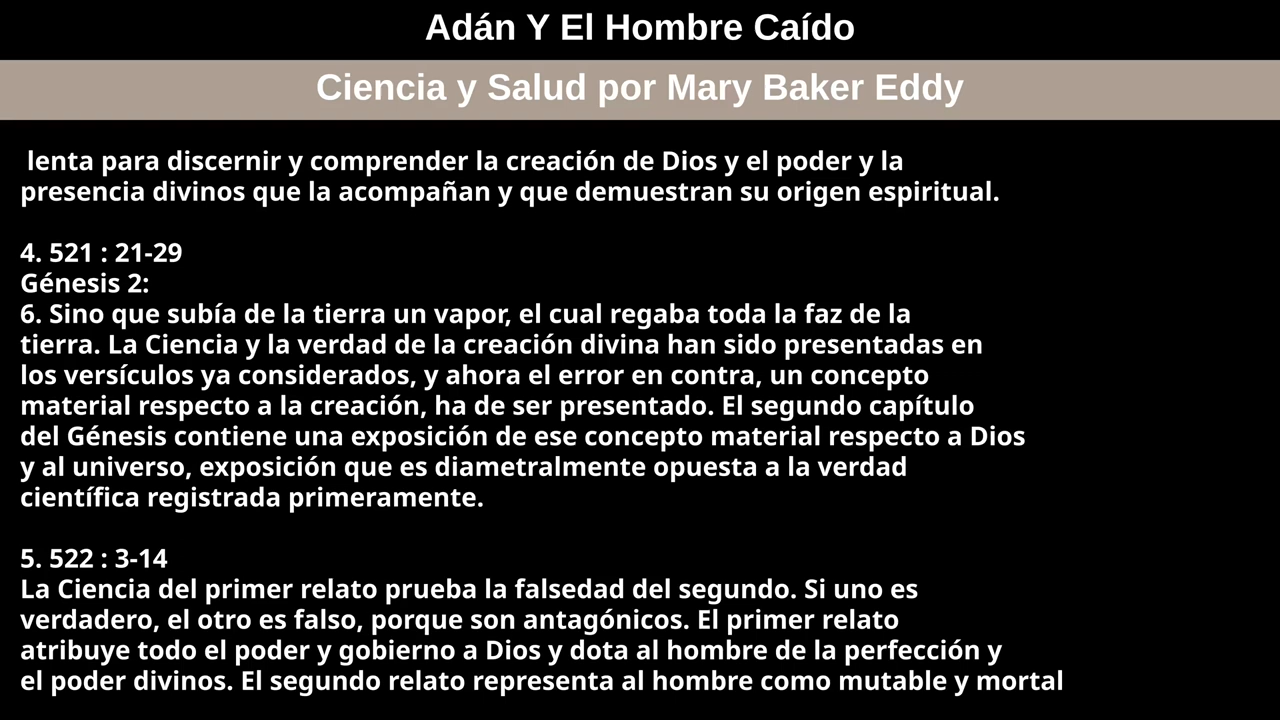 Adán Y El Hombre Caído
Ciencia y Salud por Mary Baker Eddy
lenta para discernir y comprender la creación de Dios y el poder y la
presencia divinos que la acompañan y que demuestran su origen espiritual.
4. 521 : 21-29
Génesis 2:
6. Sino que subía de la tierra un vapor, el cual regaba toda la faz de la
tierra. La Ciencia y la verdad de la creación divina han sido presentadas en
los versículos ya considerados, y ahora el error en contra, un concepto
material respecto a la creación, ha de ser presentado. El segundo capítulo
del Génesis contiene una exposición de ese concepto material respecto a Dios
y al universo, exposición que es diametralmente opuesta a la verdad
científica registrada primeramente.
5. 522 : 3-14
La Ciencia del primer relato prueba la falsedad del segundo. Si uno es
verdadero, el otro es falso, porque son antagónicos. El primer relato
atribuye todo el poder y gobierno a Dios y dota al hombre de la perfección y
el poder divinos. El segundo relato representa al hombre como mutable y mortal